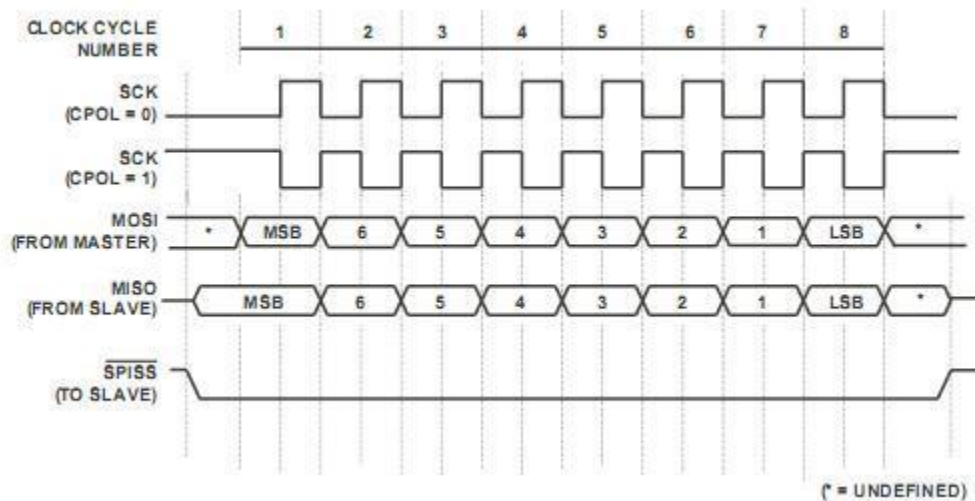 CLOCK CYCLE
NUMBER
1 2 3 4 5 6 7 8
SCK
(CPOL = 0)
SCK
(CPOL = 1)
MOSI
(FROM MASTER)
* MSB 6 5 4 3 2 1 LSB *
MISO
(FROM SLAVE)
MSB 6 5 4 3 2 1 LSB *
SPISS
(TO SLAVE)
(* = UNDEFINED)